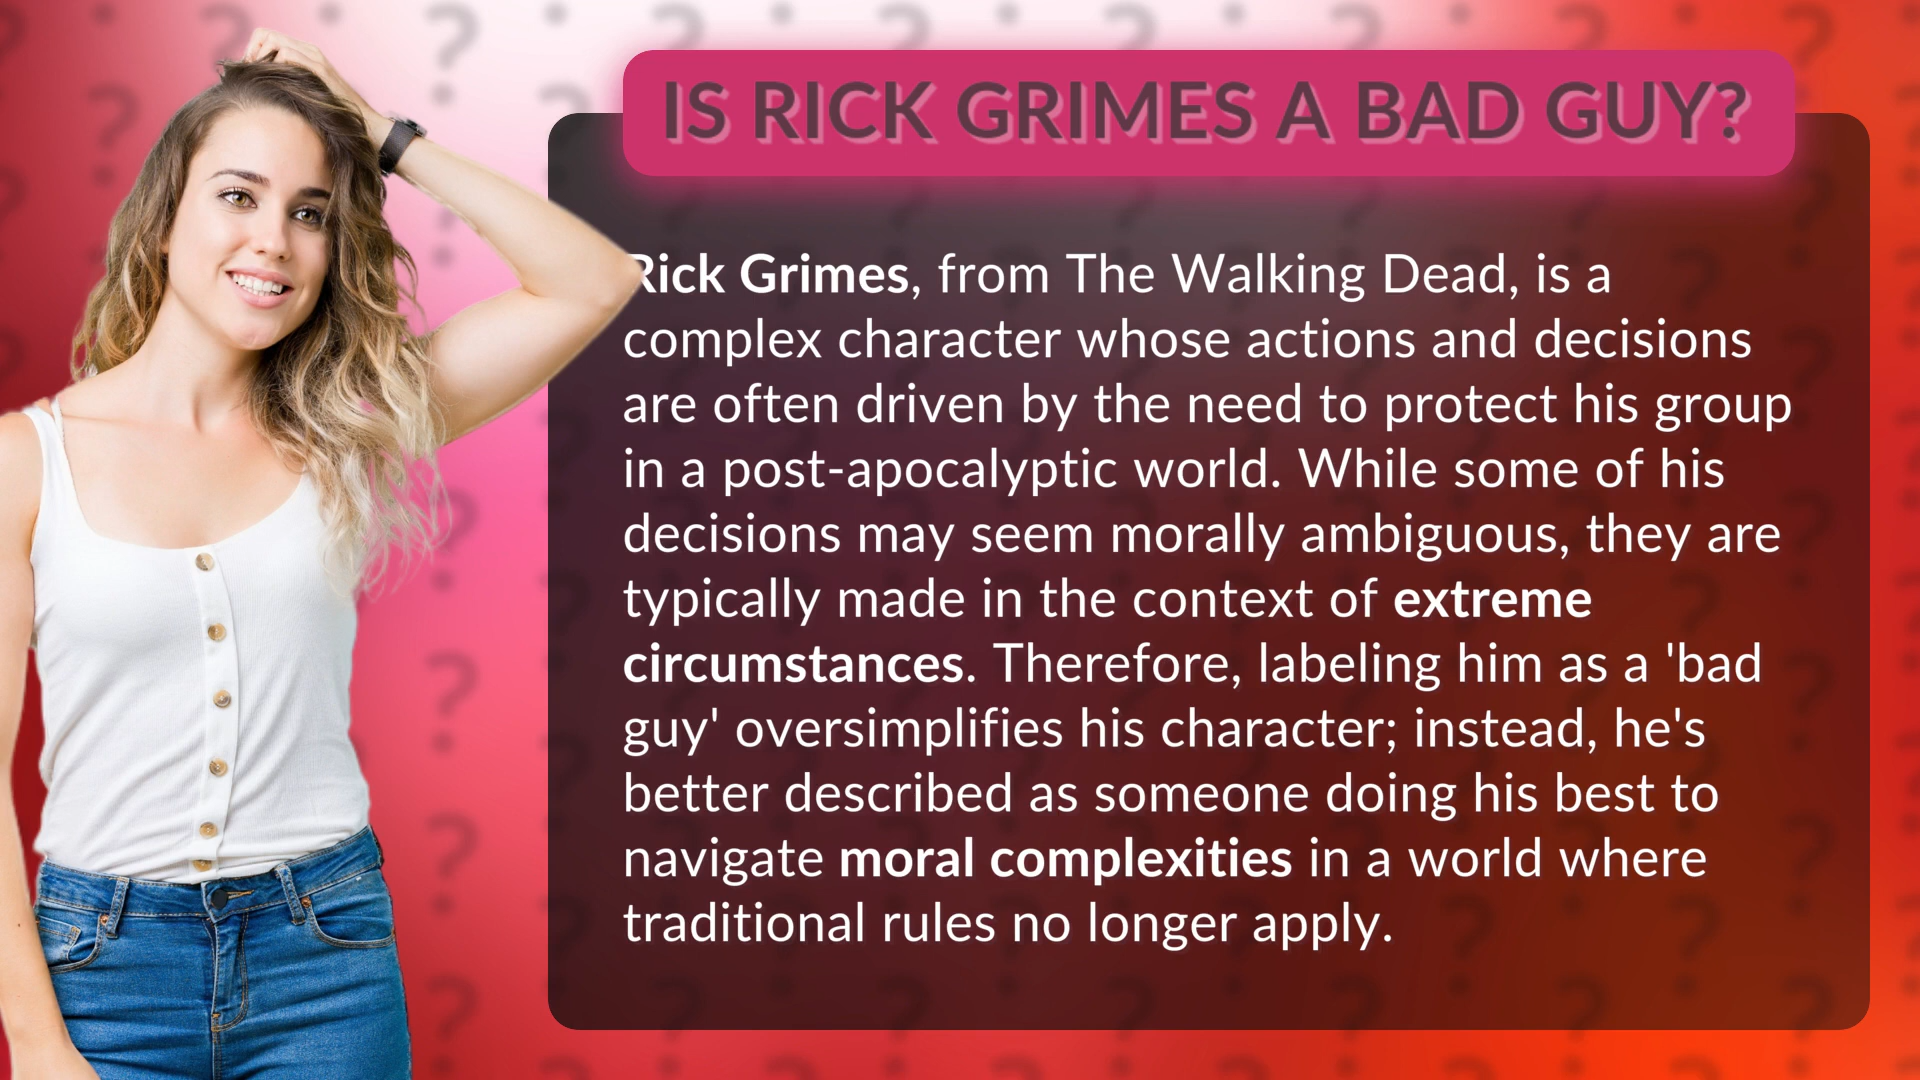 IS RICK GRIMES A BAD GUY?
Rick Grimes, from The Walking Dead, is a
complex character whose actions and decisions
are often driven by the need to protect his group
in a post-apocalyptic world. While some of his
decisions may seem morally ambiguous, they are
typically made in the context of extreme
circumstances. Therefore, labeling him as a 'bad
guy' oversimplifies his character; instead, he's
better described as someone doing his best to
navigate moral complexities in a world where
traditional rules no longer apply.